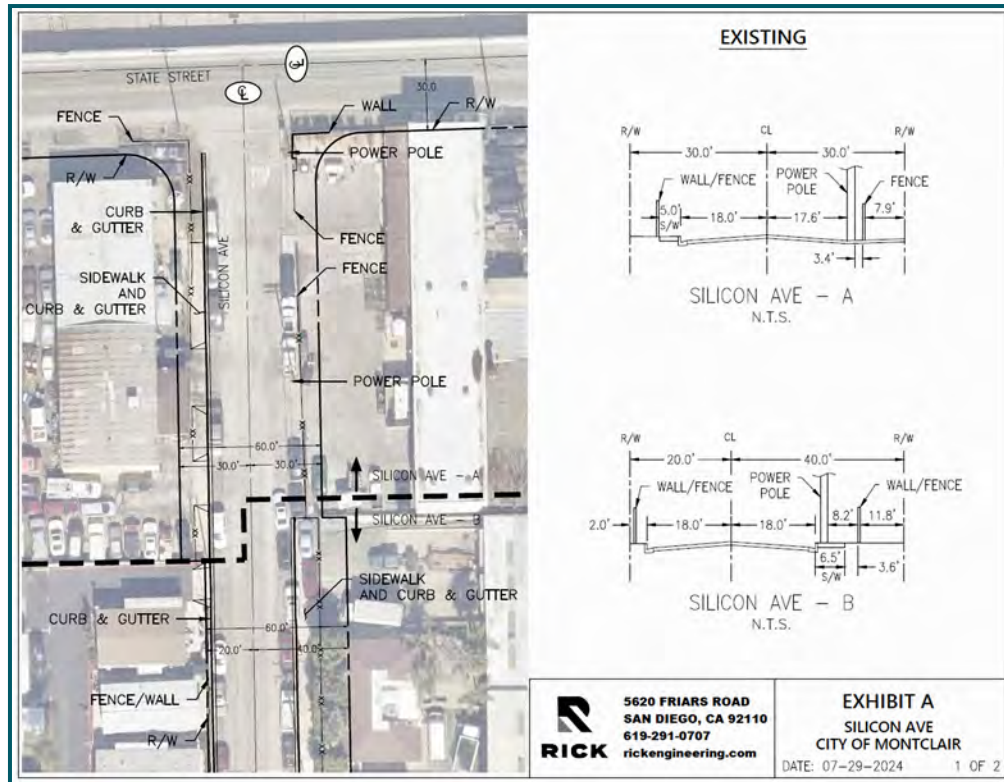 STATE STREET
℄
℄
30.0'
WALL
R/W
FENCE
POWER POLE
R/W
CURB
& GUTTER
FENCE
FENCE
SILICON AVE
SIDEWALK
AND
CURB & GUTTER
POWER POLE
60.0'
30.0'
30.0'
SILICON AVE - A
SILICON AVE - B
SIDEWALK
AND CURB & GUTTER
CURB & GUTTER
60.0'
20.0'
40.0'
FENCE/WALL
R/W
EXISTING
R/W
CL
R/W
30.0'
30.0'
WALL/FENCE
POWER
POLE
FENCE
5.0'
S/W
18.0'
17.6'
7.9'
3.4'
SILICON AVE - A
N.T.S.
R/W
CL
R/W
20.0'
40.0'
WALL/FENCE
POWER
POLE
WALL/FENCE
2.0'
18.0'
18.0'
8.2'
11.8'
6.5'
S/W
3.6'
SILICON AVE - B
N.T.S.
RICK
5620 FRIARS ROAD
SAN DIEGO, CA 92110
619-291-0707
rickengineering.com
EXHIBIT A
SILICON AVE
CITY OF MONTCLAIR
DATE: 07-29-2024
1 OF 2